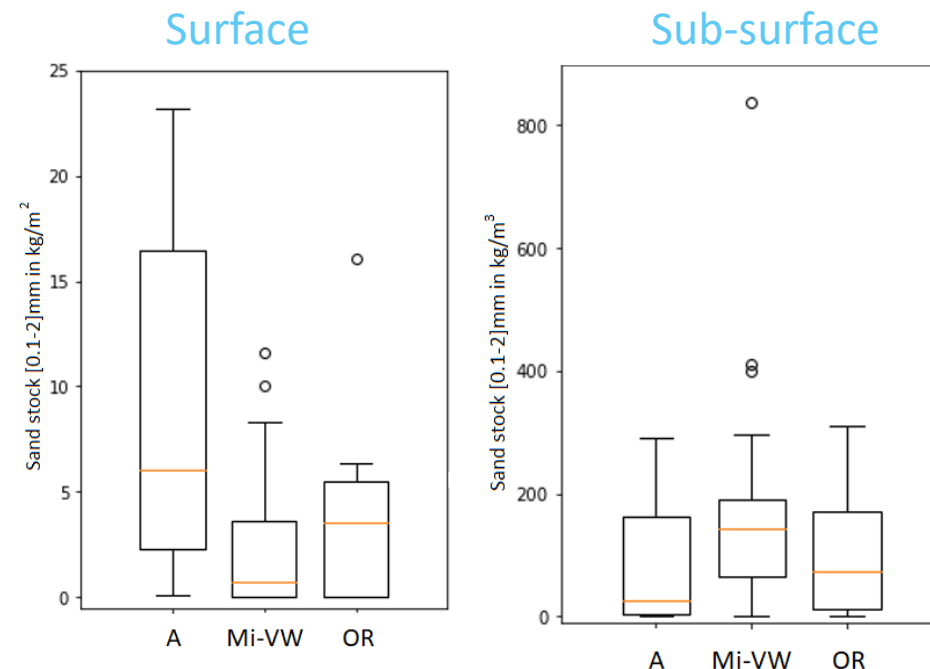 Surface
Sand stock [0.1-2]mm in kg/m²
25
20
15
10
5
0
A
Mi-VW
OR
Sub-surface
Sand stock [0.1-2]mm in kg/m³
800
600
400
200
0
A
Mi-VW
OR